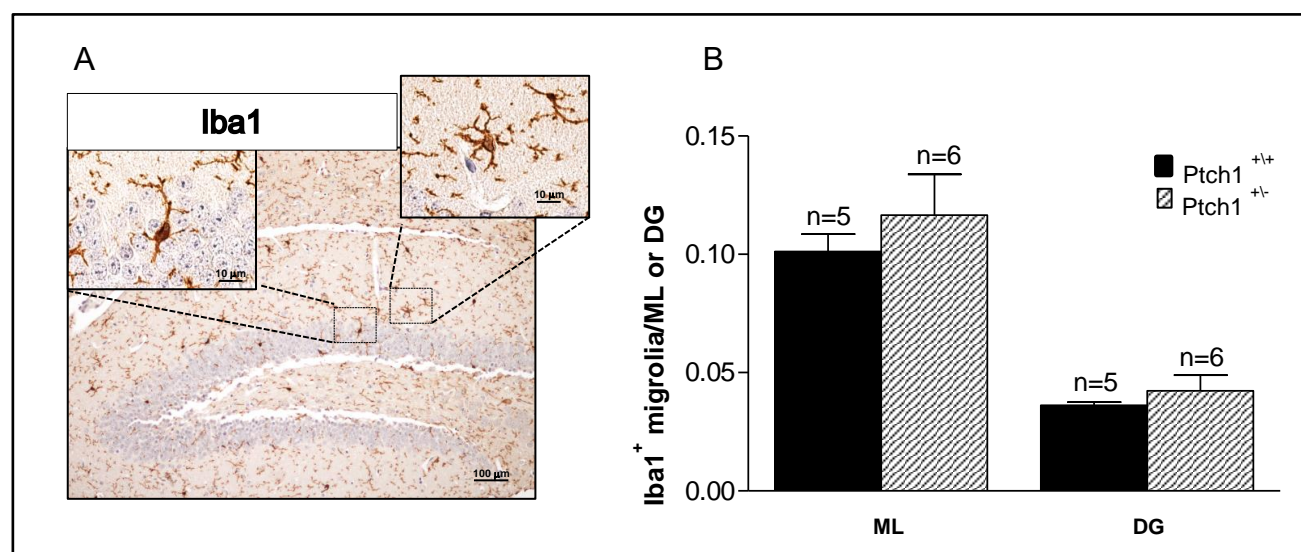 A
Iba1
10 µm
10 µm
100 µm
B
Iba1+ migrolia/ML or DG
0.15
0.10
0.05
0.00
n=5
n=6
n=5
n=6
ML
DG
Ptch1 +\+
Ptch1 +\-